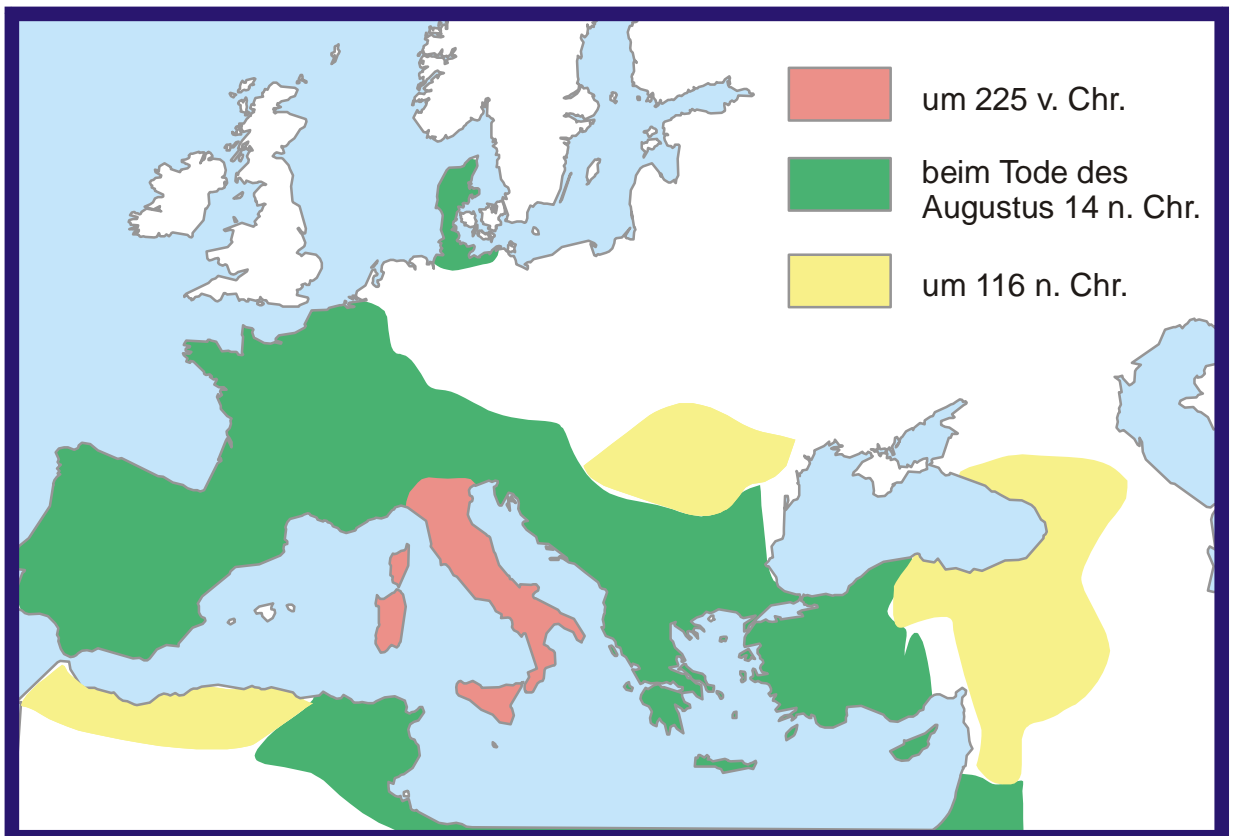 um 225 v. Chr.
beim Tode des
Augustus 14 n. Chr.
um 116 n. Chr.